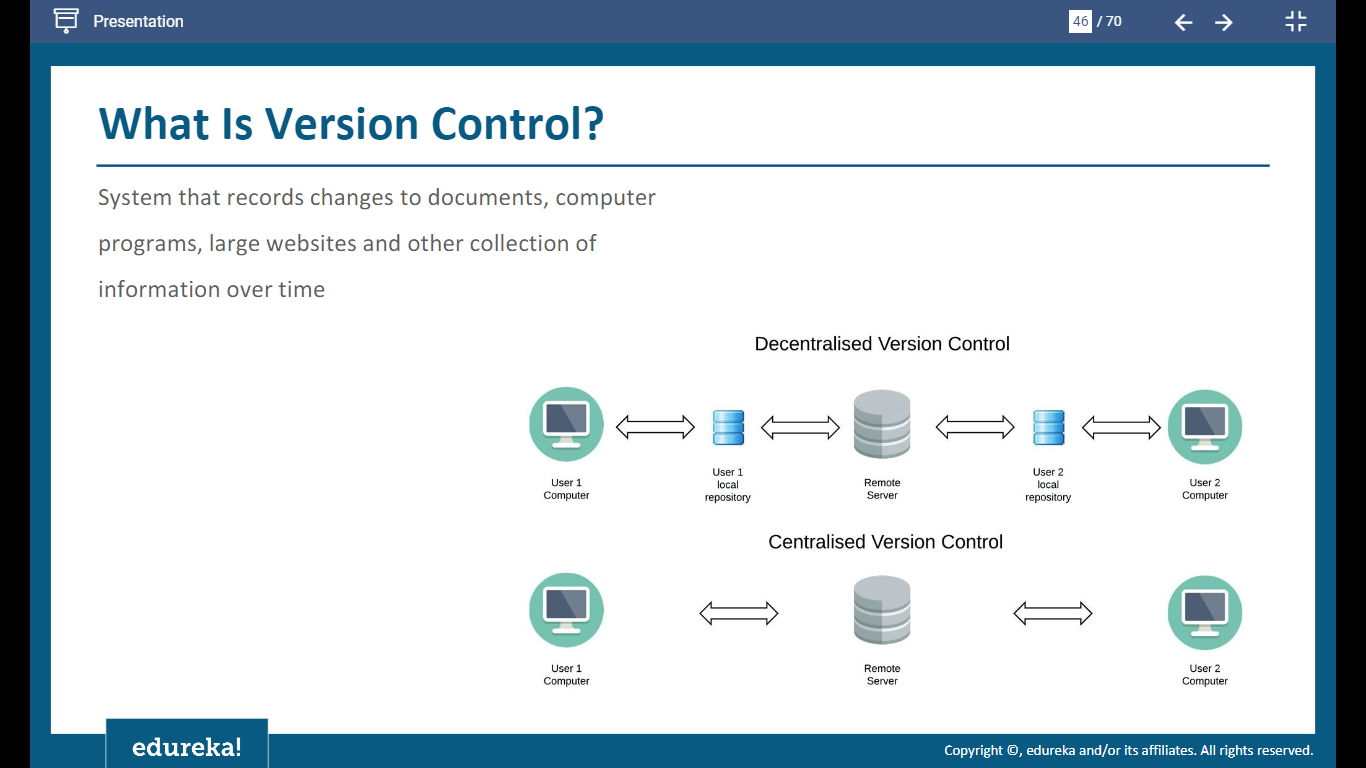 Presentation
46 / 70
What Is Version Control?
System that records changes to documents, computer
programs, large websites and other collection of
information over time
Decentralised Version Control
User 1
Computer
User 1
local
repository
Remote
Server
User 2
local
repository
User 2
Computer
Centralised Version Control
User 1
Computer
Remote
Server
User 2
Computer
edureka!
Copyright ©, edureka and/or its affiliates. All rights reserved.